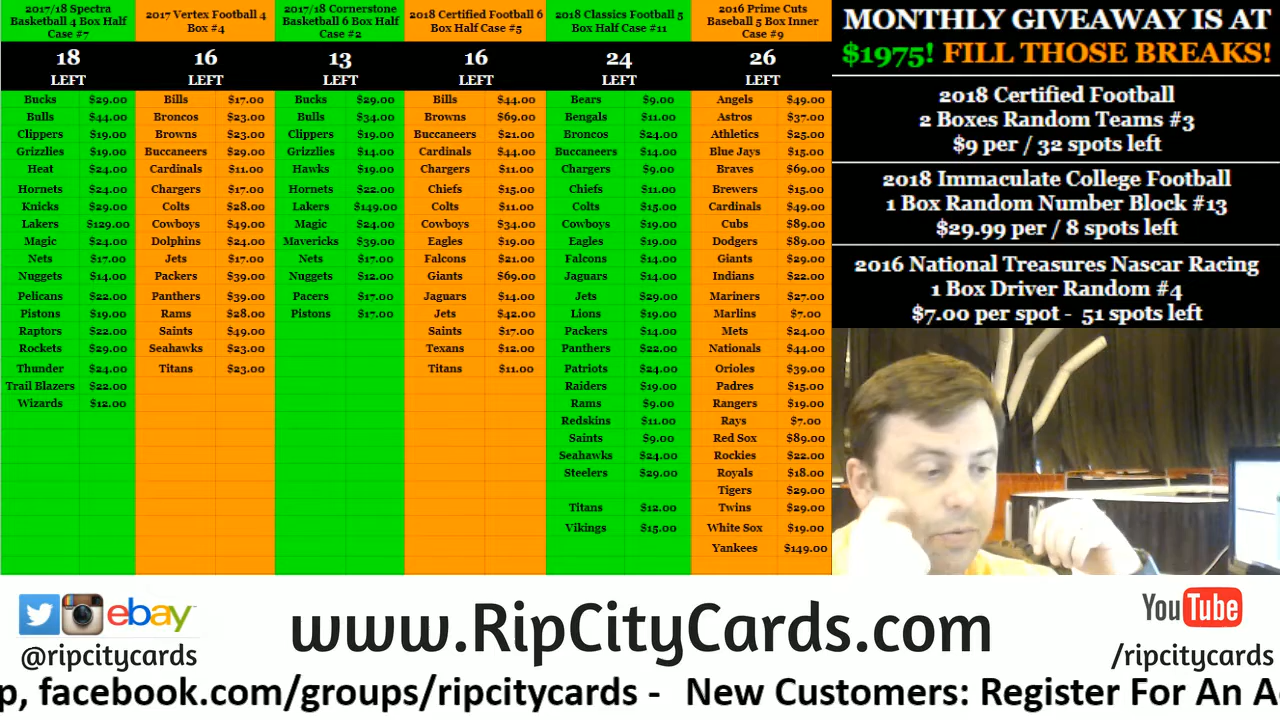 2017/18 Spectra
Basketball 4 Box Half
Case #7
18
LEFT
Bucks $29.00
Bulls $44.00
Clippers $19.00
Grizzlies $19.00
Heat $24.00
Hornets $24.00
Knicks $29.00
Lakers $129.00
Magic $24.00
Nets $17.00
Nuggets $14.00
Pelicans $22.00
Pistons $19.00
Raptors $22.00
Rockets $29.00
Thunder $24.00
Trail Blazers $22.00
Wizards $12.00
2017 Vertex Football 4
Box #4
16
LEFT
Bills $17.00
Broncos $23.00
Browns $23.00
Buccaneers $29.00
Cardinals $11.00
Chargers $17.00
Colts $28.00
Cowboys $49.00
Dolphins $24.00
Jets $17.00
Packers $39.00
Panthers $39.00
Rams $28.00
Saints $49.00
Seahawks $23.00
Titans $23.00
2017/18 Cornerstone
Basketball 6 Box Half
Case #2
13
LEFT
Bucks $29.00
Bulls $34.00
Clippers $19.00
Grizzlies $14.00
Hawks $19.00
Hornets $22.00
Lakers $149.00
Magic $24.00
Mavericks $39.00
Nets $17.00
Nuggets $12.00
Pacers $17.00
Pistons $17.00
2018 Certified Football 6
Box Half Case #5
16
LEFT
Bills $44.00
Browns $69.00
Buccaneers $21.00
Cardinals $44.00
Chargers $11.00
Chiefs $15.00
Colts $11.00
Cowboys $34.00
Eagles $19.00
Falcons $21.00
Giants $69.00
Jaguars $14.00
Jets $42.00
Saints $17.00
Texans $12.00
Titans $11.00
2018 Classics Football 5
Box Half Case #11
24
LEFT
Bears $9.00
Bengals $11.00
Broncos $24.00
Buccaneers $14.00
Chargers $9.00
Chiefs $11.00
Colts $15.00
Cowboys $19.00
Eagles $19.00
Falcons $14.00
Jaguars $14.00
Jets $29.00
Lions $19.00
Packers $14.00
Panthers $22.00
Patriots $24.00
Raiders $19.00
Rams $9.00
Redskins $11.00
Saints $9.00
Seahawks $24.00
Steelers $29.00
Titans $12.00
Vikings $15.00
2016 Prime Cuts
Baseball 5 Box Inner
Case #9
26
LEFT
Angels $49.00
Astros $37.00
Athletics $25.00
Blue Jays $15.00
Braves $69.00
Brewers $15.00
Cardinals $49.00
Cubs $89.00
Dodgers $89.00
Giants $29.00
Indians $22.00
Mariners $27.00
Marlins $7.00
Mets $24.00
Nationals $44.00
Orioles $39.00
Padres $15.00
Rangers $19.00
Rays $7.00
Red Sox $89.00
Rockies $22.00
Royals $18.00
Tigers $29.00
Twins $29.00
White Sox $19.00
Yankees $149.00
MONTHLY GIVEAWAY IS AT
$1975! FILL THOSE BREAKS!
2018 Certified Football
2 Boxes Random Teams #3
$9 per / 32 spots left
2018 Immaculate College Football
1 Box Random Number Block #13
$29.99 per / 8 spots left
2016 National Treasures Nascar Racing
1 Box Driver Random #4
$7.00 per spot - 51 spots left
ebay
@ripcitycards
www.RipCityCards.com
YouTube
/ripcitycards
p, facebook.com/groups/ripcitycards - New Customers: Register For An A